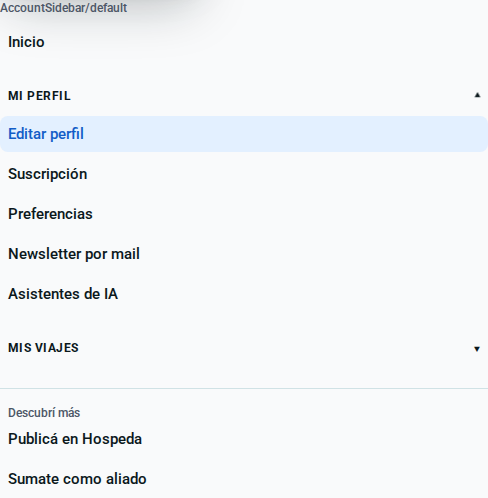 AccountSidebar/default
Inicio
MI PERFIL
Editar perfil
Suscripción
Preferencias
Newsletter por mail
Asistentes de IA
MIS VIAJES
Descubrí más
Publicá en Hospeda
Sumate como aliado